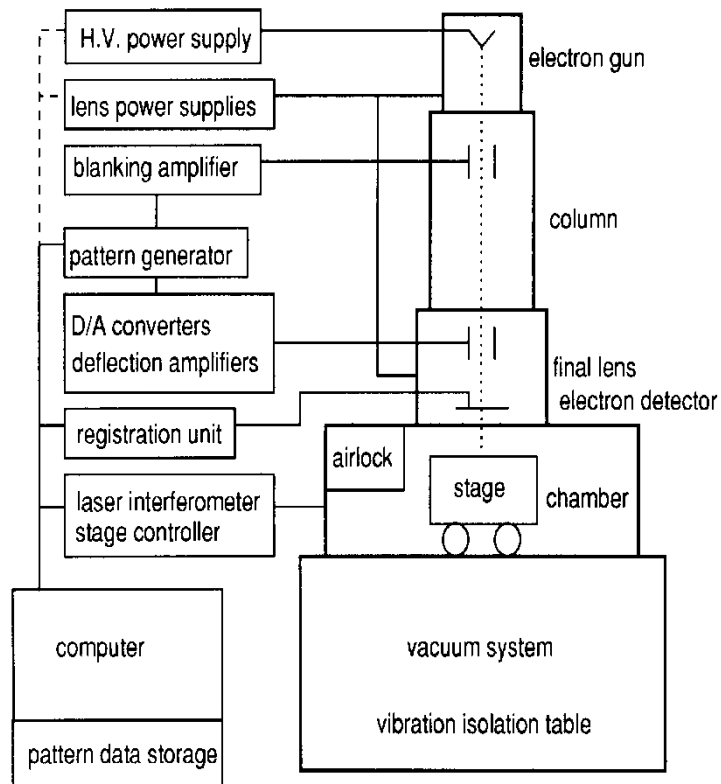 H.V. power supply
electron gun
lens power supplies
blanking amplifier
column
pattern generator
D/A converters
deflection amplifiers
final lens
electron detector
registration unit
airlock
stage
chamber
laser interferometer
stage controller
computer
vacuum system
vibration isolation table
pattern data storage